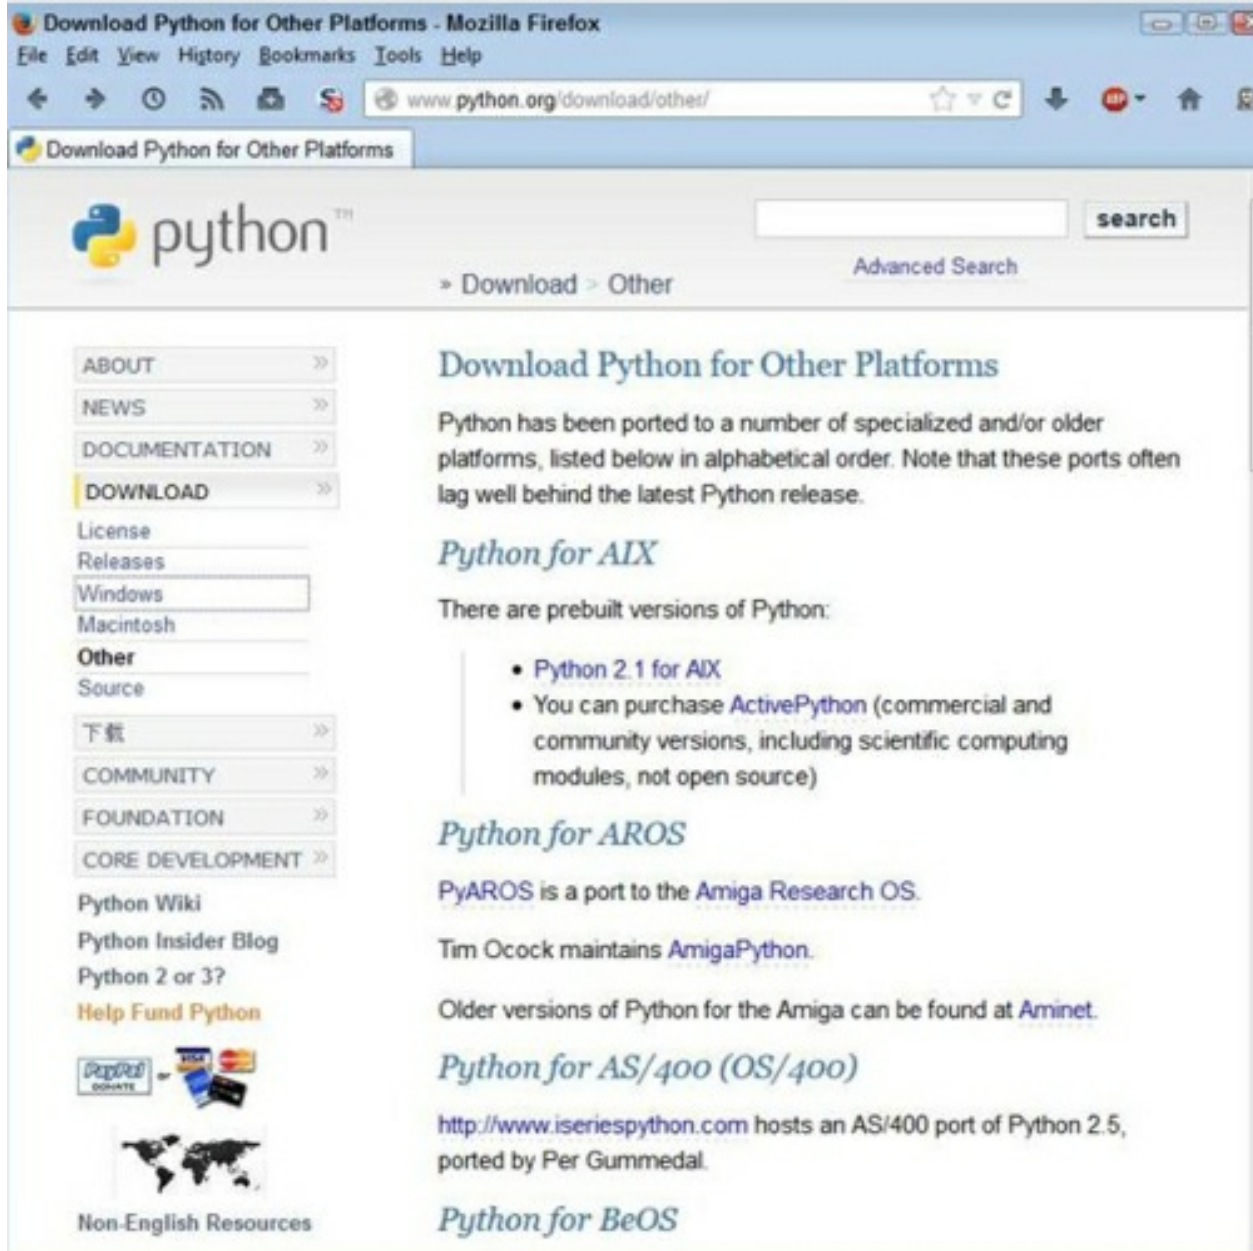 Download Python for Other Platforms - Mozilla Firefox
File Edit View History Bookmarks Tools Help
www.python.org/download/other/
ABP
Download Python for Other Platforms
python™
search
Advanced Search
» Download > Other
ABOUT »
NEWS »
DOCUMENTATION »
DOWNLOAD »
License
Releases
Windows
Macintosh
Other
Source
下载 »
COMMUNITY »
FOUNDATION »
CORE DEVELOPMENT »
Python Wiki
Python Insider Blog
Python 2 or 3?
Help Fund Python
PayPal
DONATE
or
VISA
Non-English Resources
Download Python for Other Platforms
Python has been ported to a number of specialized and/or older
platforms, listed below in alphabetical order. Note that these ports often
lag well behind the latest Python release.
Python for AIX
There are prebuilt versions of Python:
• Python 2.1 for AIX
• You can purchase ActivePython (commercial and
community versions, including scientific computing
modules, not open source)
Python for AROS
PyAROS is a port to the Amiga Research OS.
Tim Ocock maintains AmigaPython.
Older versions of Python for the Amiga can be found at Aminet.
Python for AS/400 (OS/400)
http://www.iseriespython.com hosts an AS/400 port of Python 2.5,
ported by Per Gummedal.
Python for BeOS